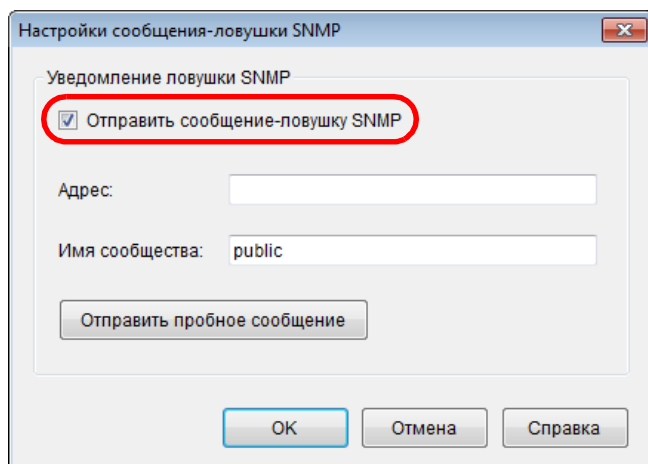 Настройки сообщения-ловушки SNMP
Уведомление ловушки SNMP
Отправить сообщение-ловушку SNMP
Адрес:
Имя сообщества: public
Отправить пробное сообщение
OK Отмена Справка